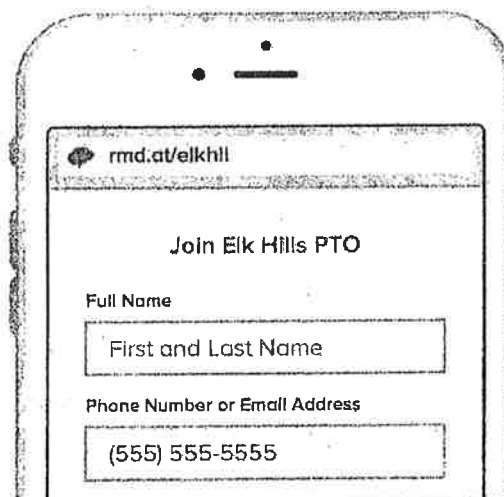 rmd.at/elkhil
Join Elk Hills PTO
Full Name
First and Last Name
Phone Number or Email Address
(555) 555-5555